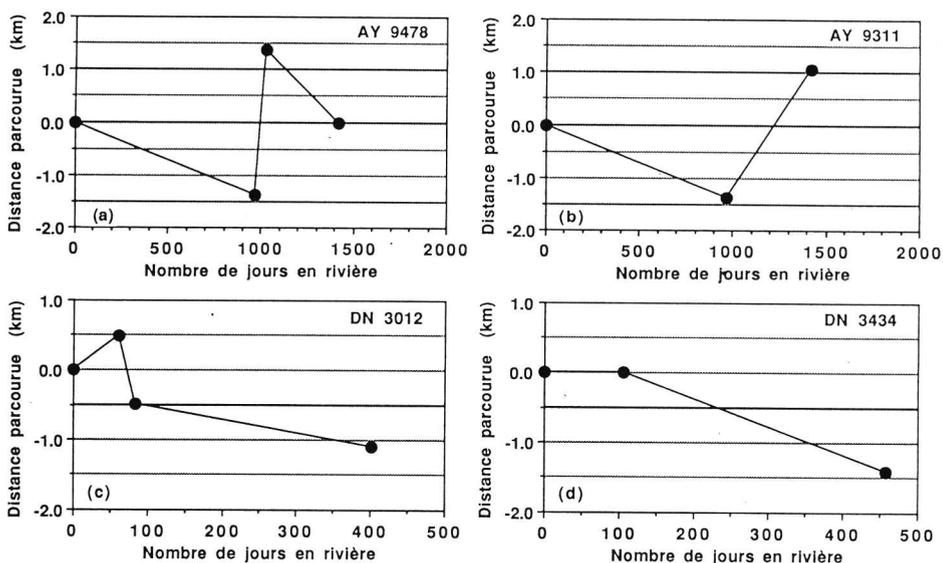 Distance parcourue (km)
2.0
1.0
0.0
-1.0
-2.0
AY 9478
(a)
0 500 1000 1500 2000
Nombre de jours en rivière
Distance parcourue (km)
2.0
1.0
0.0
-1.0
-2.0
AY 9311
(b)
0 500 1000 1500 2000
Nombre de jours en rivière
Distance parcourue (km)
1.0
0.0
-1.0
-2.0
DN 3012
(c)
0 100 200 300 400 500
Nombre de jours en rivière
Distance parcourue (km)
1.0
0.0
-1.0
-2.0
DN 3434
(d)
0 100 200 300 400 500
Nombre de jours en rivière